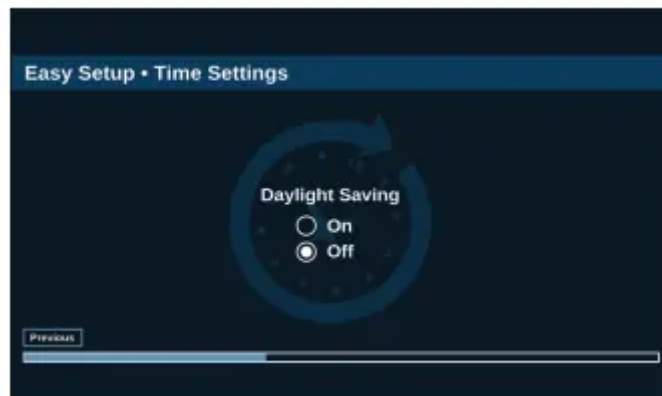 Easy Setup • Time Settings
Daylight Saving
On
Off
Previous